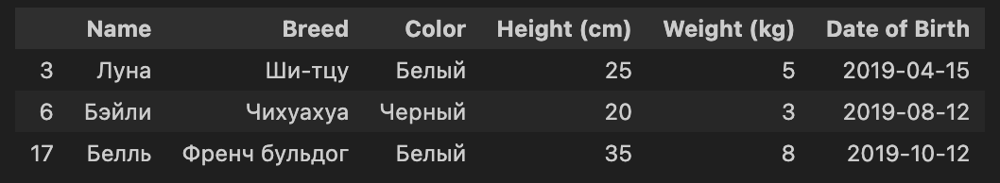 Name Breed Color Height (cm) Weight (kg) Date of Birth
3 Луна Ши-тцу Белый 25 5 2019-04-15
6 Бэйли Чихуахуа Черный 20 3 2019-08-12
17 Белль Френч бульдог Белый 35 8 2019-10-12